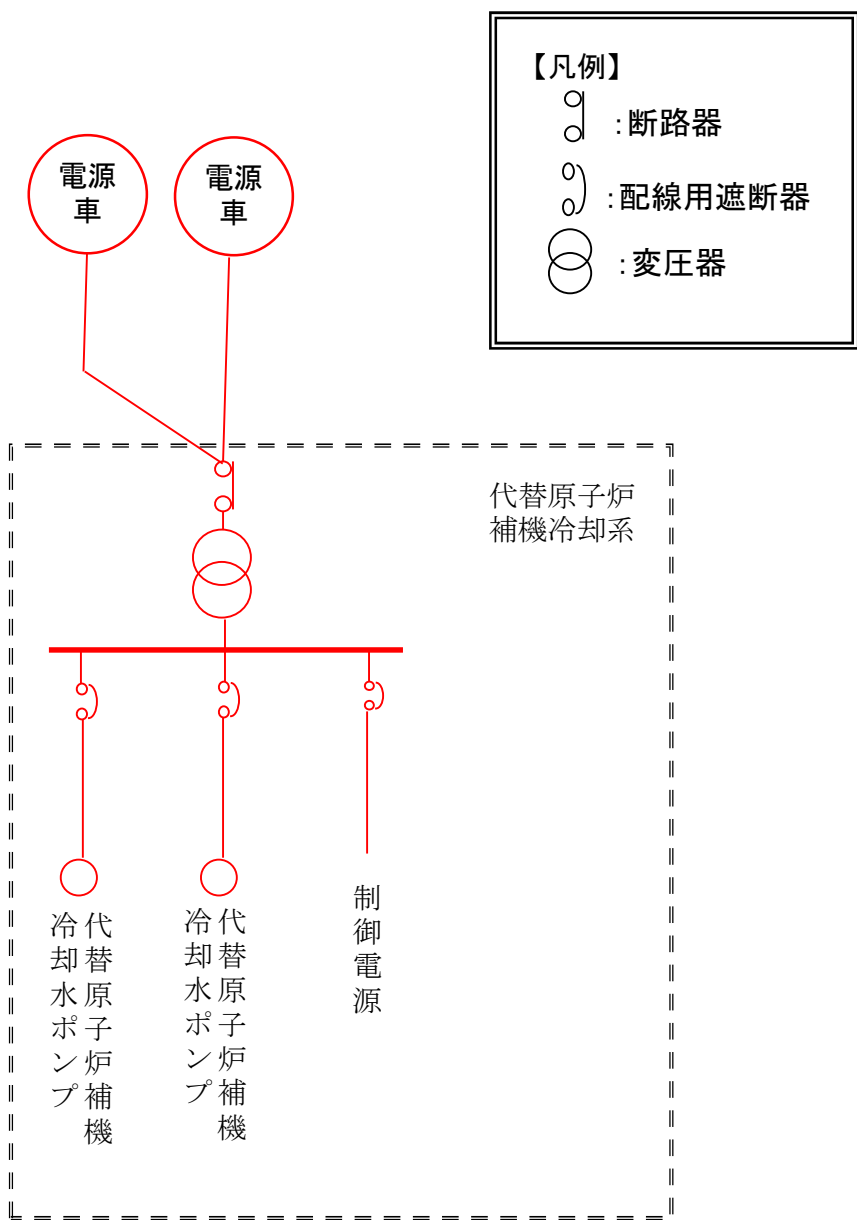 【凡例】
:断路器
:配線用遮断器
:変圧器
電源
車
電源
車
代替原子炉
補機冷却系
代替原子炉補機
冷却水ポンプ
代替原子炉補機
冷却水ポンプ
制御電源